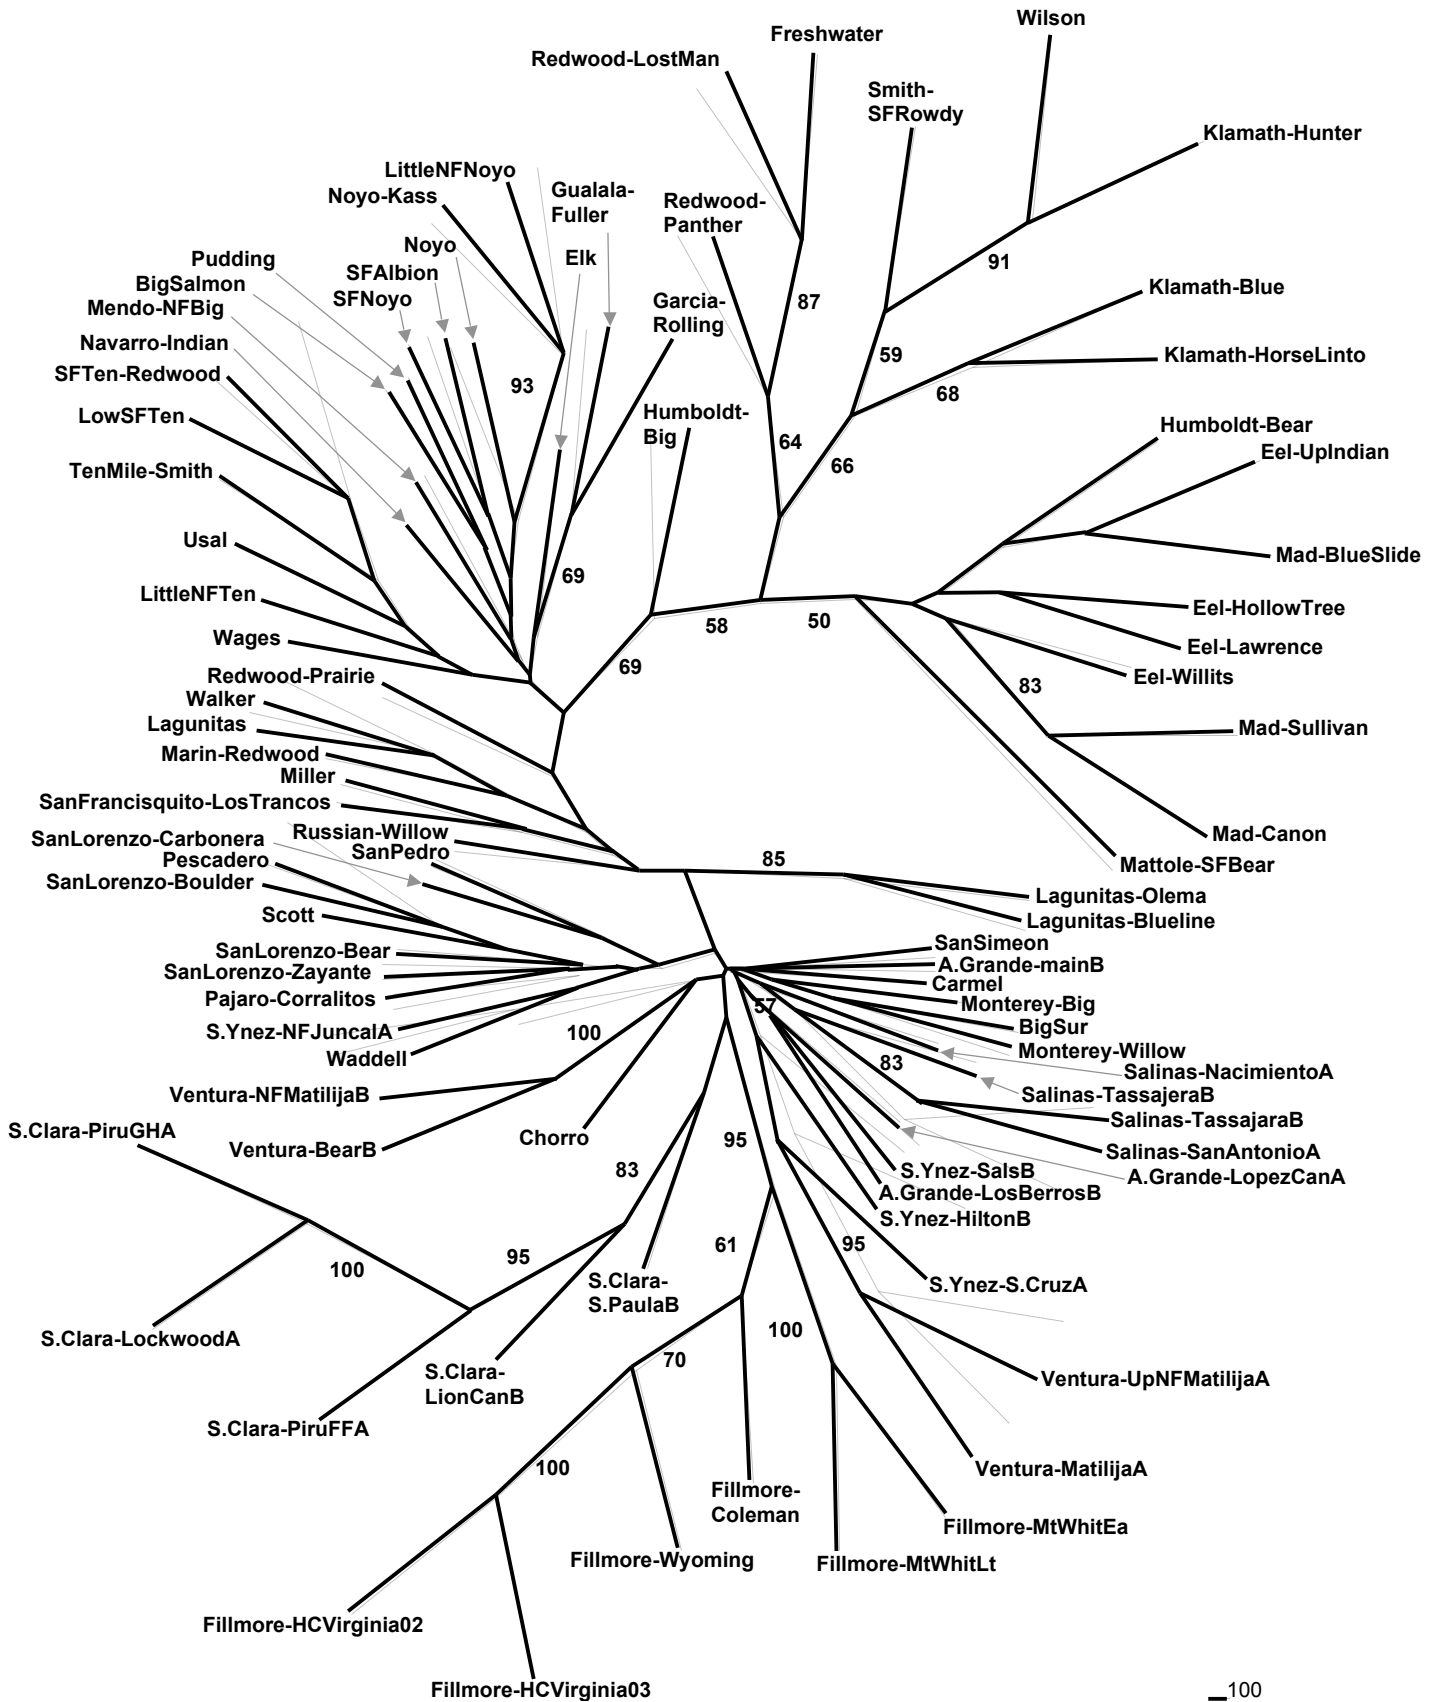 Wilson
Freshwater
Redwood-LostMan
Smith-
SFRowdy
Klamath-Hunter
LittleNFNoyo
Noyo-Kass
Gualala-
Fuller
Redwood-
Panther
Noyo
Elk
Pudding
SFAlbion
BigSalmon
SFNoyo
Mendo-NFBig
Garcia-
Rolling
91
87
Klamath-Blue
Navarro-Indian
59
Klamath-HorseLinto
SFTen-Redwood
93
68
LowSFTen
Humboldt-
Big
64
Humboldt-Bear
Eel-UpIndian
66
TenMile-Smith
Usal
Mad-BlueSlide
69
LittleNFTen
Eel-HollowTree
58
50
Wages
Eel-Lawrence
69
Redwood-Prairie
Eel-Willits
83
Walker
Lagunitas
Mad-Sullivan
Marin-Redwood
Miller
SanFrancisquito-LosTrancos
Russian-Willow
Mad-Canon
SanLorenzo-Carbonera
SanPedro
85
Mattole-SFBear
Pescadero
SanLorenzo-Boulder
Lagunitas-Olema
Scott
Lagunitas-Blueline
SanLorenzo-Bear
SanSimeon
SanLorenzo-Zayante
A.Grande-mainB
Carmel
Pajaro-Corralitos
57
Monterey-Big
S.Ynez-NFJuncalA
100
BigSur
Waddell
Monterey-Willow
83
Salinas-NacimientoA
Ventura-NFMatilijaB
Salinas-TassajeraB
Salinas-TassajaraB
S.Clara-PiruGHA
Ventura-BearB
Chorro
95
Salinas-SanAntonioA
83
S.Ynez-SalsB
A.Grande-LopezCanA
A.Grande-LosBerrosB
S.Ynez-HiltonB
95
61
95
100
S.Clara-
S.PaulaB
S.Ynez-S.CruzA
S.Clara-LockwoodA
100
70
S.Clara-
LionCanB
Ventura-UpNFMatilijaA
S.Clara-PiruFFA
100
Ventura-MatilijaA
Fillmore-
Coleman
Fillmore-MtWhitEa
Fillmore-Wyoming
Fillmore-MtWhitLt
Fillmore-HCVirginia02
Fillmore-HCVirginia03
100